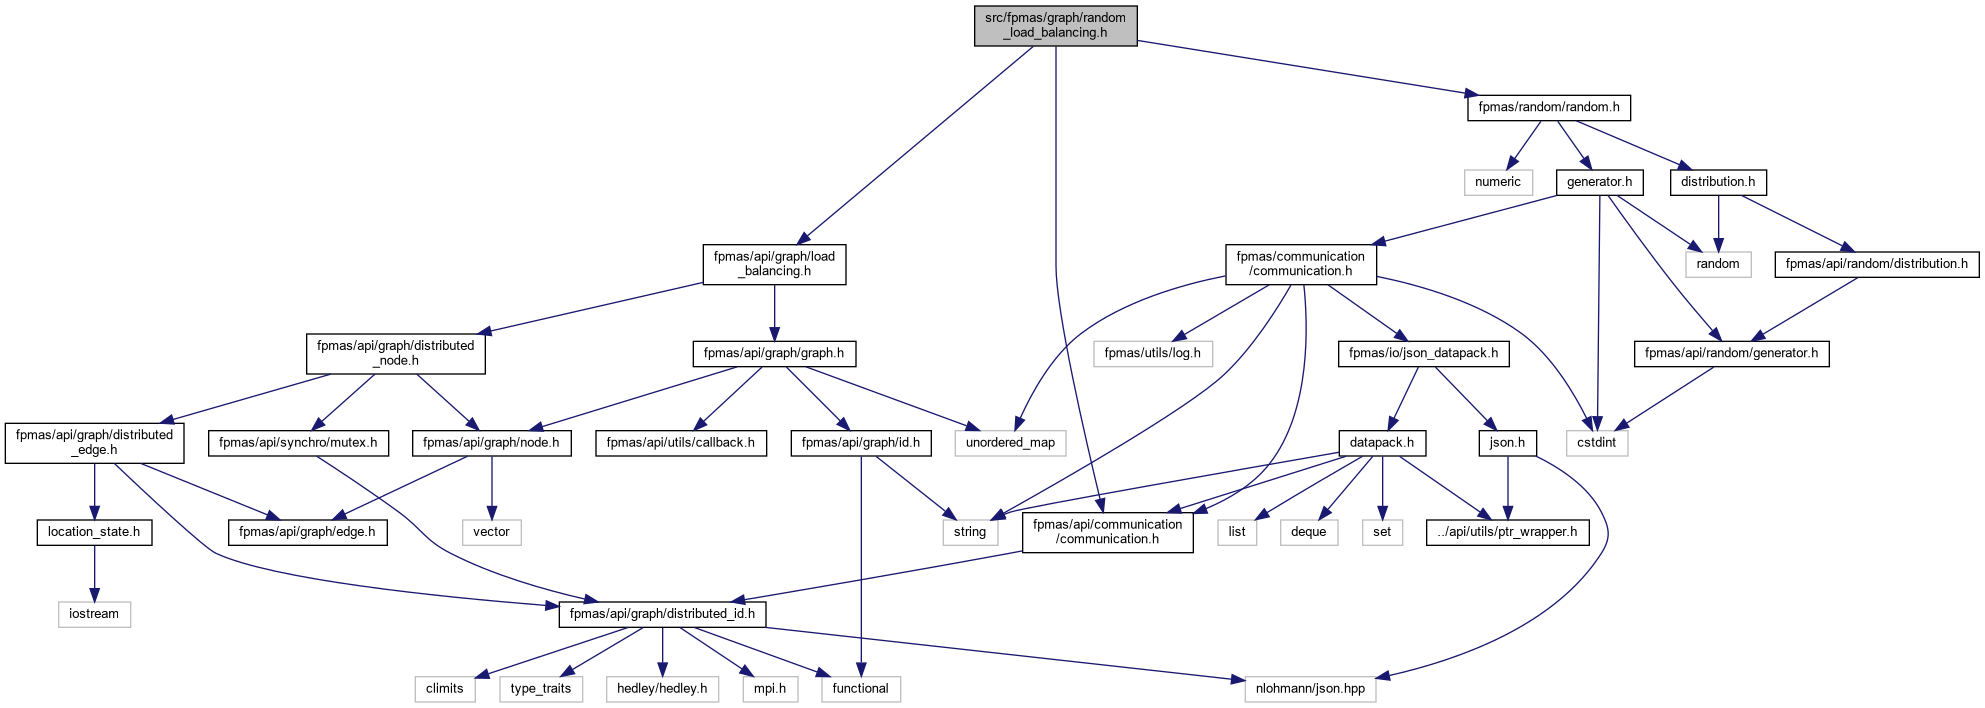 src/fpmas/graph/random
_load_balancing.h
fpmas/random/random.h
numeric
generator.h
distribution.h
fpmas/api/graph/load
_balancing.h
fpmas/communication
/communication.h
random
fpmas/api/random/distribution.h
fpmas/api/graph/distributed
_node.h
fpmas/api/graph/graph.h
fpmas/utils/log.h
fpmas/io/json_datapack.h
fpmas/api/random/generator.h
fpmas/api/graph/distributed
_edge.h
fpmas/api/synchro/mutex.h
fpmas/api/graph/node.h
fpmas/api/utils/callback.h
fpmas/api/graph/id.h
unordered_map
datapack.h
json.h
cstdint
location_state.h
fpmas/api/graph/edge.h
vector
string
fpmas/api/communication
/communication.h
list
deque
set
../api/utils/ptr_wrapper.h
iostream
fpmas/api/graph/distributed_id.h
climits
type_traits
hedley/hedley.h
mpi.h
functional
nlohmann/json.hpp